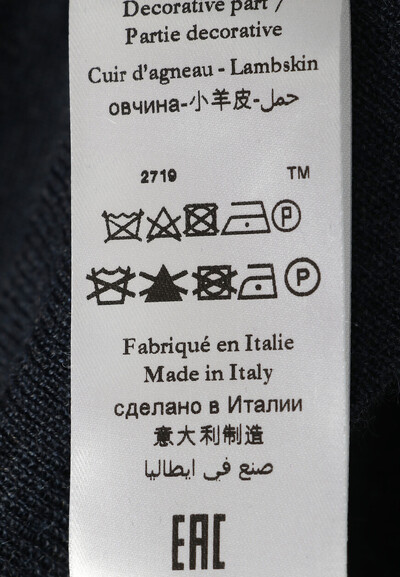 Decorative part /
Partie decorative
Cuir d'agneau - Lambskin
овчина-小羊皮-حمل
2719 TM
P
P
Fabriqué en Italie
Made in Italy
сделано в Италии
意大利制造
صنع في ايطاليا
EAC